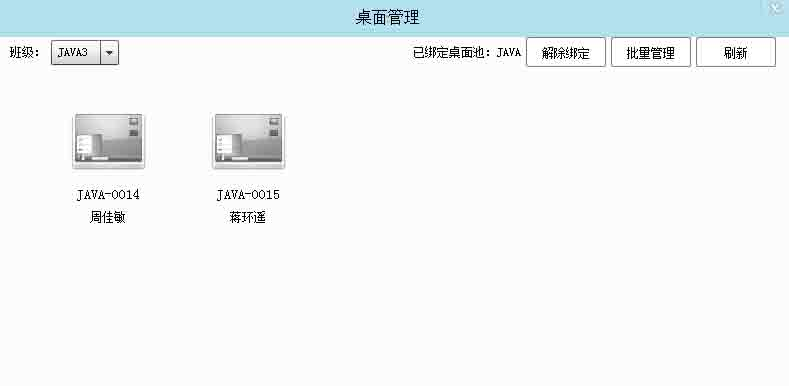 桌面管理
班级： JAVA3 已绑定桌面池：JAVA 解除绑定 批量管理 刷新
JAVA-0014 JAVA-0015
周佳敏 蒋环遥